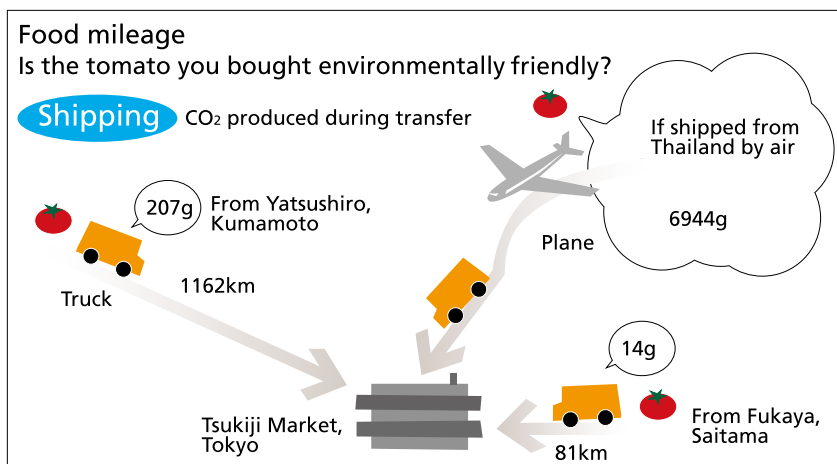 Food mileage
Is the tomato you bought environmentally friendly?
Shipping
CO₂ produced during transfer
If shipped from
Thailand by air
6944g
Plane
207g
From Yatsushiro,
Kumamoto
Truck
1162km
14g
Tsukiji Market,
Tokyo
81km
From Fukaya,
Saitama